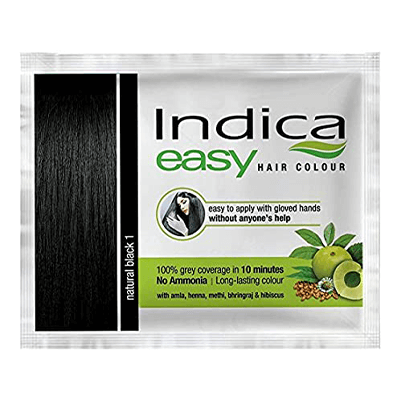 natural black 1
Indica
easy HAIR COLOUR
easy to apply with gloved hands
without anyone's help
100% grey coverage in 10 minutes
No Ammonia | Long-lasting colour
with amla, henna, methi, bhringraj & hibiscus